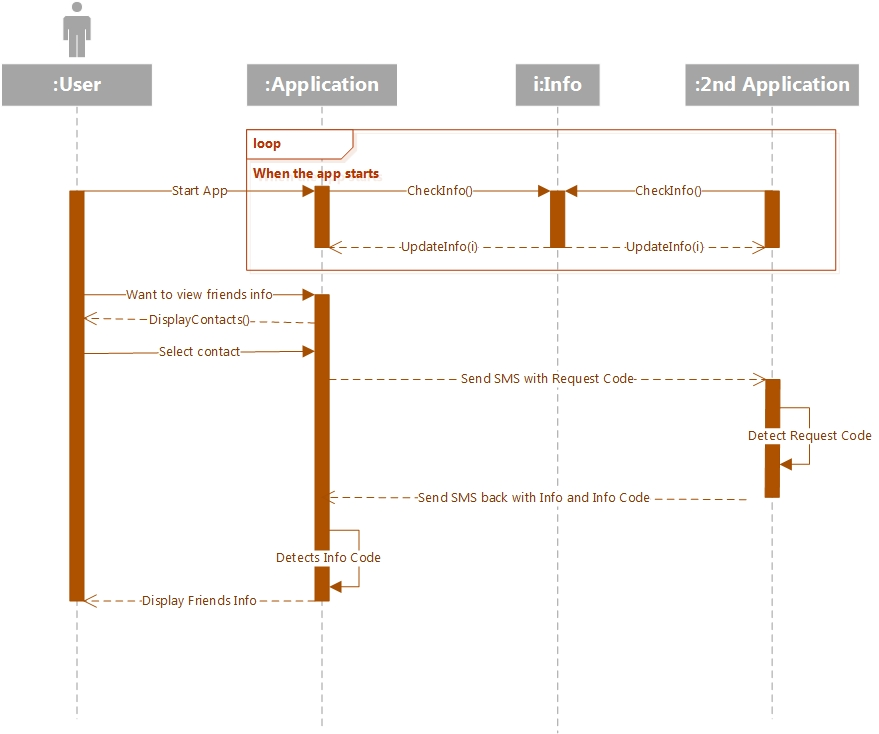 :User
:Application
i:Info
:2nd Application
loop
When the app starts
Start App
CheckInfo()
CheckInfo()
UpdateInfo(i)
UpdateInfo(i)
Want to view friends info
DisplayContacts()
Select contact
Send SMS with Request Code
Detect Request Code
Send SMS back with Info and Info Code
Detects Info Code
Display Friends Info